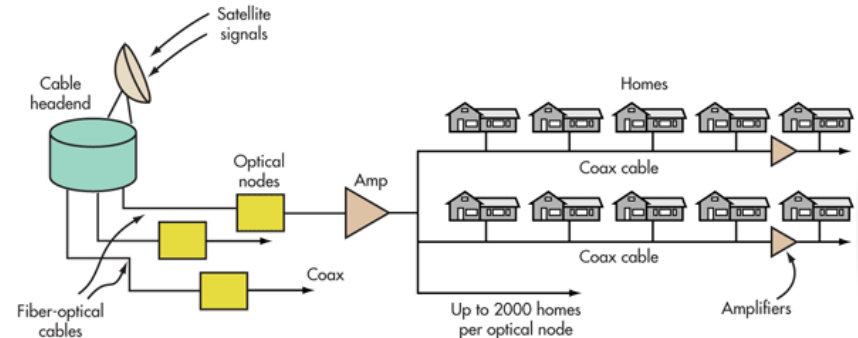 Satellite
signals
Cable
headend
Homes
Optical
nodes
Amp
Coax cable
Coax cable
Coax
Fiber-optical
cables
Up to 2000 homes
per optical node
Amplifiers